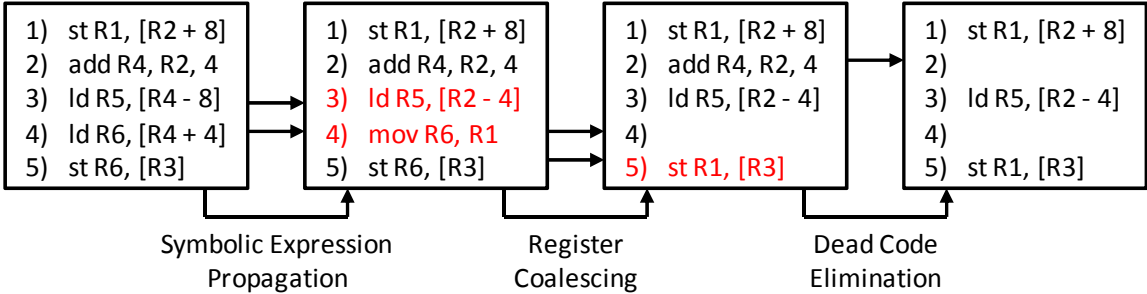 1) st R1, [R2 + 8]
2) add R4, R2, 4
3) ld R5, [R4 - 8]
4) ld R6, [R4 + 4]
5) st R6, [R3]
1) st R1, [R2 + 8]
2) add R4, R2, 4
3) ld R5, [R2 - 4]
4) mov R6, R1
5) st R6, [R3]
1) st R1, [R2 + 8]
2) add R4, R2, 4
3) ld R5, [R2 - 4]
4)
5) st R1, [R3]
1) st R1, [R2 + 8]
2)
3) ld R5, [R2 - 4]
4)
5) st R1, [R3]
Symbolic Expression
Propagation
Register
Coalescing
Dead Code
Elimination